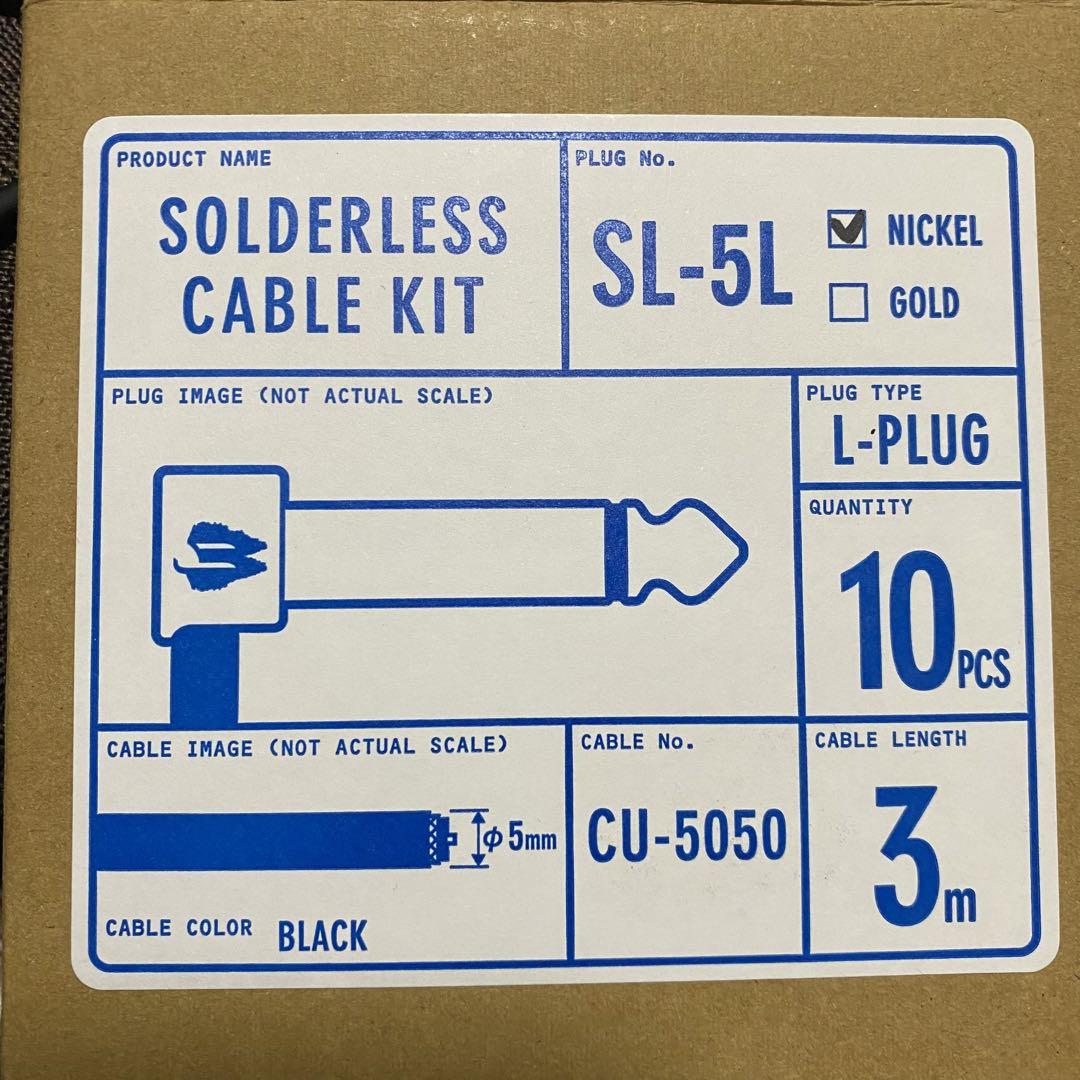 PRODUCT NAME
SOLDERLESS
CABLE KIT
PLUG No.
SL-5L
NICKEL
GOLD
PLUG IMAGE (NOT ACTUAL SCALE)
PLUG TYPE
L-PLUG
QUANTITY
10PCS
CABLE IMAGE (NOT ACTUAL SCALE)
φ5mm
CABLE COLOR BLACK
CABLE No.
CU-5050
CABLE LENGTH
3m